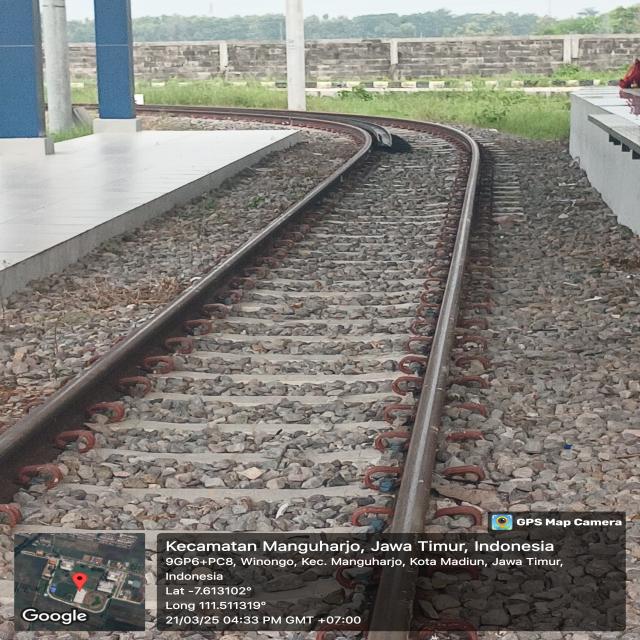 GPS Map Camera
Kecamatan Manguharjo, Jawa Timur, Indonesia
9GP6+PC8, Winongo, Kec. Manguharjo, Kota Madiun, Jawa Timur,
Indonesia
Lat -7.613102°
Long 111.511319°
21/03/25 04:33 PM GMT +07:00
Google